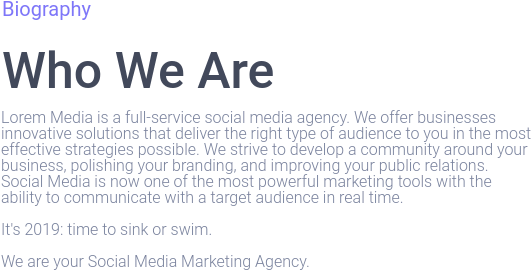 Biography
Who We Are
Lorem Media is a full-service social media agency. We offer businesses
innovative solutions that deliver the right type of audience to you in the most
effective strategies possible. We strive to develop a community around your
business, polishing your branding, and improving your public relations.
Social Media is now one of the most powerful marketing tools with the
ability to communicate with a target audience in real time.
It's 2019: time to sink or swim.
We are your Social Media Marketing Agency.